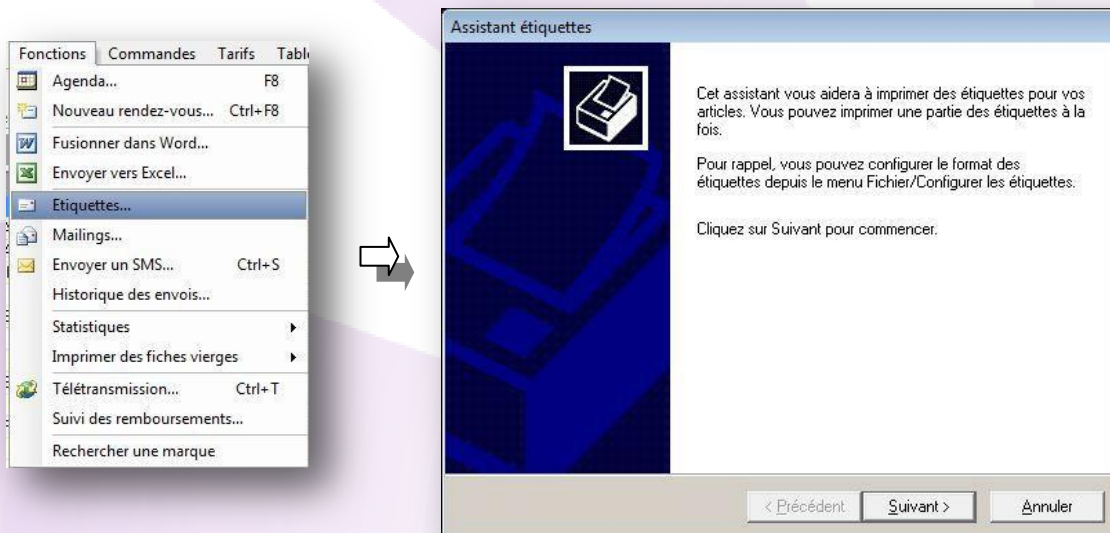 Fonctions Commandes Tarifs
Agenda... F8
Nouveau rendez-vous... Ctrl+F8
Fusionner dans Word...
Envoyer vers Excel...
Etiquettes...
Mailings...
Envoyer un SMS... Ctrl+S
Historique des envois...
Statistiques
Imprimer des fiches vierges
Télétransmission... Ctrl+T
Suivi des remboursements...
Rechercher une marque
Assistant étiquettes
Cet assistant vous aidera à imprimer des étiquettes pour vos
articles. Vous pouvez imprimer une partie des étiquettes à la
fois.
Pour rappel, vous pouvez configurer le format des
étiquettes depuis le menu Fichier/Configurer les étiquettes.
Cliquez sur Suivant pour commencer.
< Précédent Suivant > Annuler